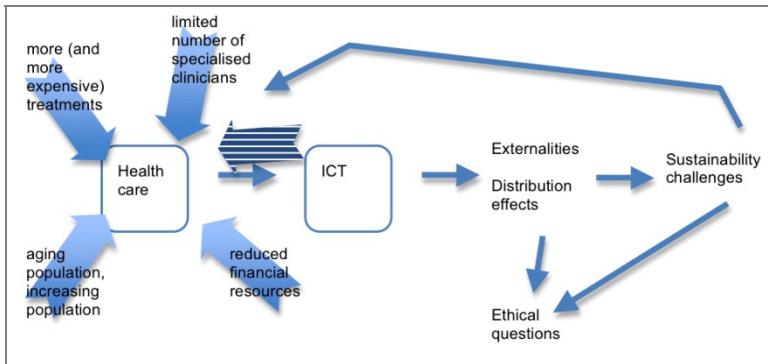 limited
number of
specialised
clinicians
more (and
more
expensive)
treatments
Health
care
ICT
Externalities
Distribution
effects
Sustainability
challenges
aging
population,
increasing
population
reduced
financial
resources
Ethical
questions